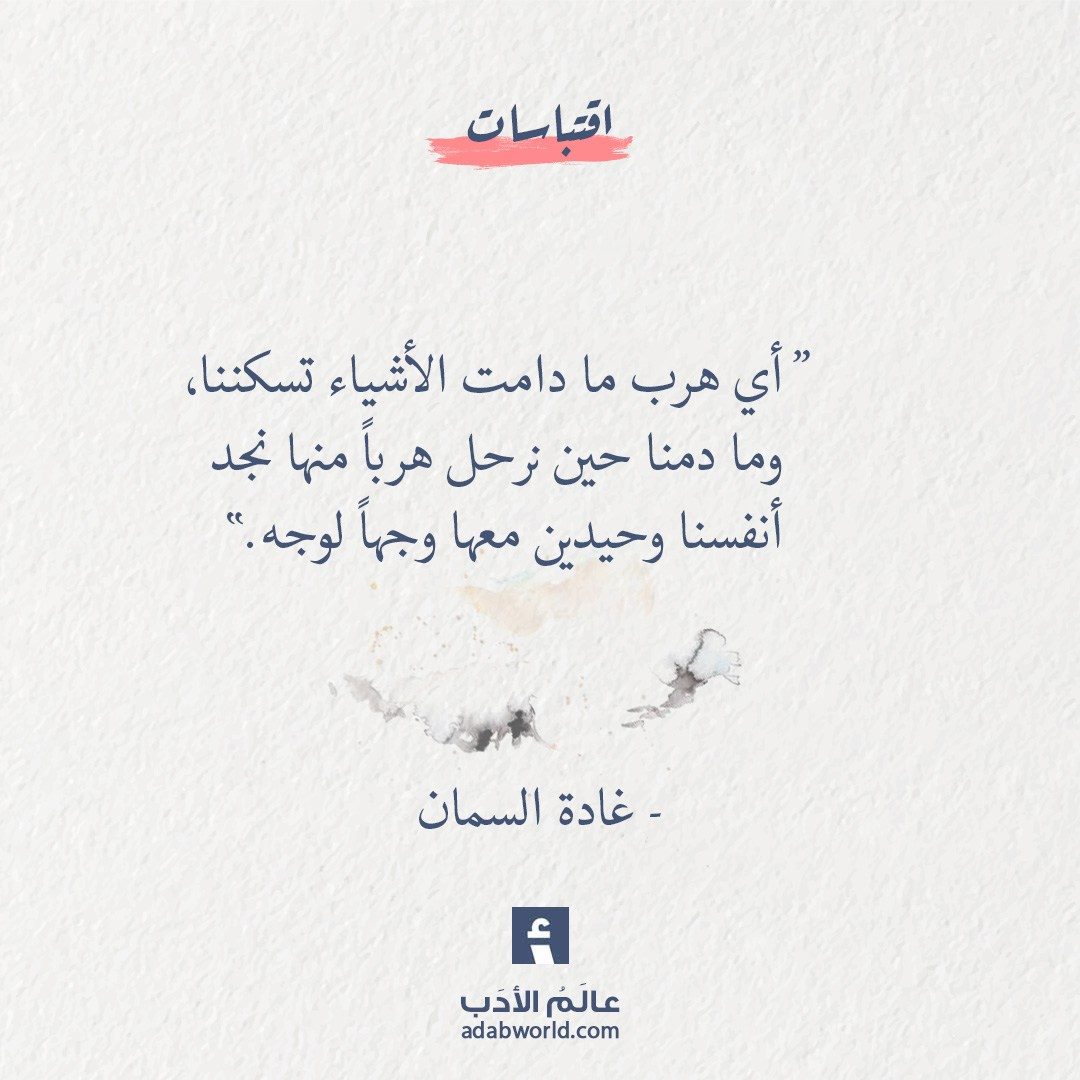 اقتباسات
” أي هرب ما دامت الأشياء تسكننا،
وما دمنا حين نرحل هرباً منها نجد
أنفسنا وحيدين معها وجهاً لوجه.“
- غادة السمان
أ
عالَمُ الأدَب
adabworld.com